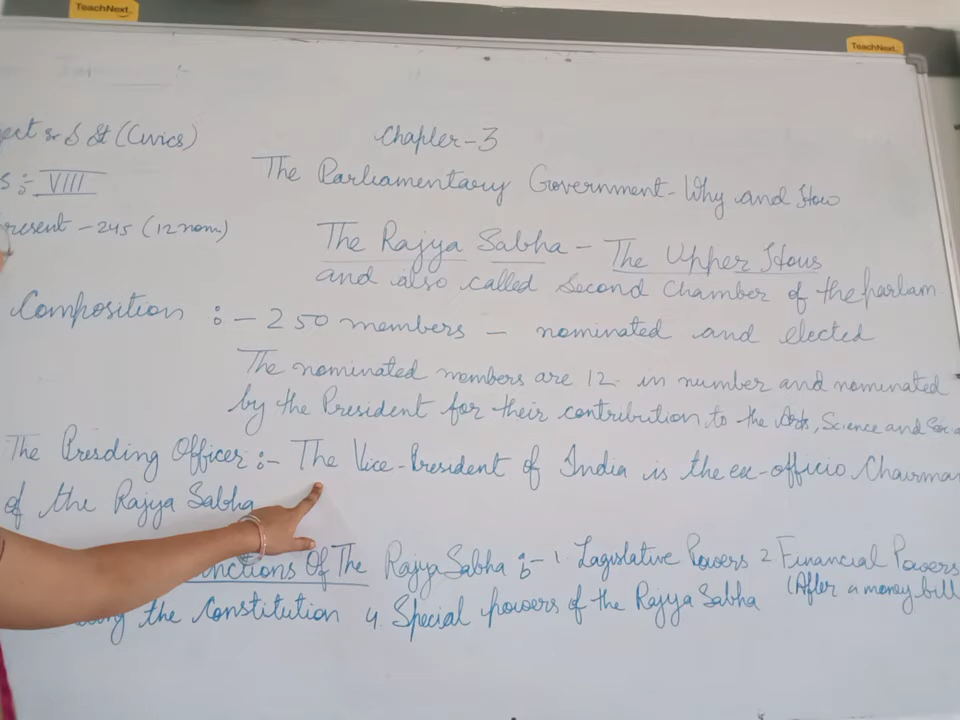 TeachNext
TeachNext
ject :- S St (Civics)
Chapter-3
s :- VIII
The Parliamentary Government - Why and How
resent - 245 (12 nom.)
The Rajya Sabha - The Upper Hous
and also called Second Chamber of the parlam
Composition :- 250 members - nominated and elected
The nominated members are 12 in number and nominated
by the President for their contribution to the Arts, Science and
The Presding Officer :- The Vice-President of India is the ex-officio Chairma
of the Rajya Sabha
unctions Of The Rajya Sabha :- 1 Lagislative Powers 2 Financial Powers
(After a money bill
the Constitution 4. Special powers of the Rajya Sabha